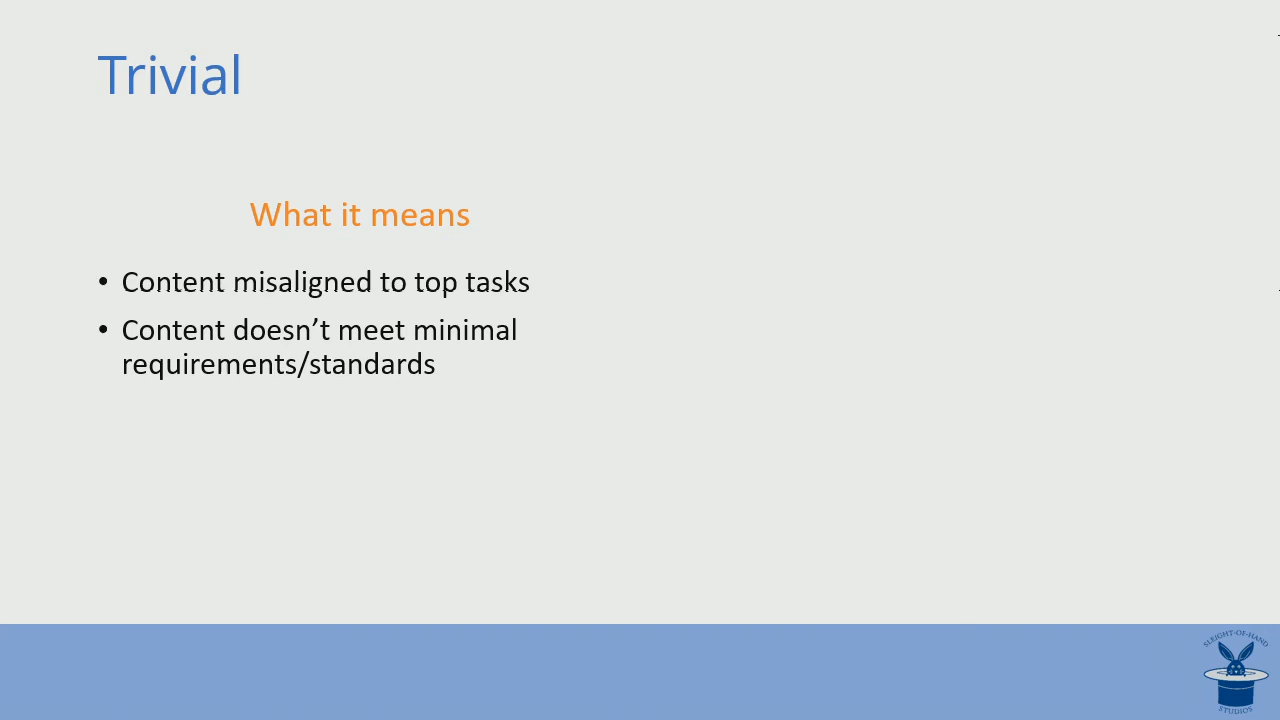 Trivial
What it means
• Content misaligned to top tasks
• Content doesn’t meet minimal
requirements/standards
SLEIGHT-OF-HAND
STUDIOS